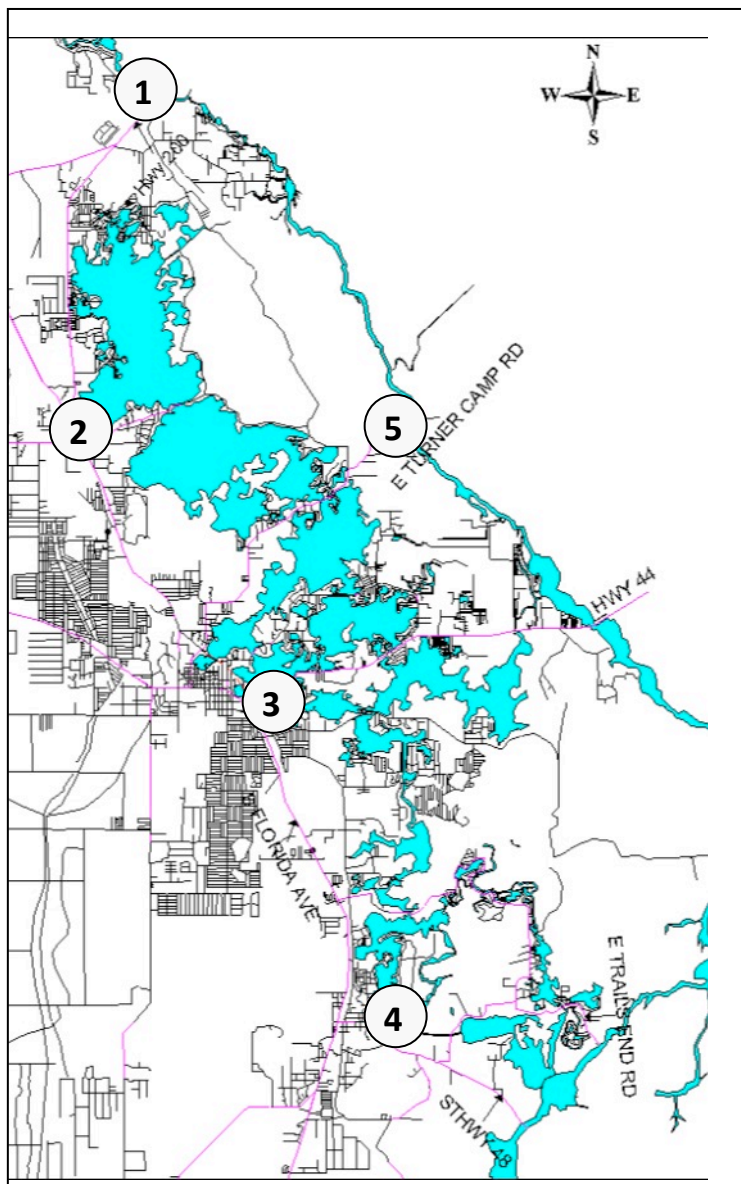 N
W E
S
1
HWY 200
2
5
E TURNER CAMP RD
HWY 44
3
FLORIDA AVE
4
E TRAILS END RD
STHWY 48